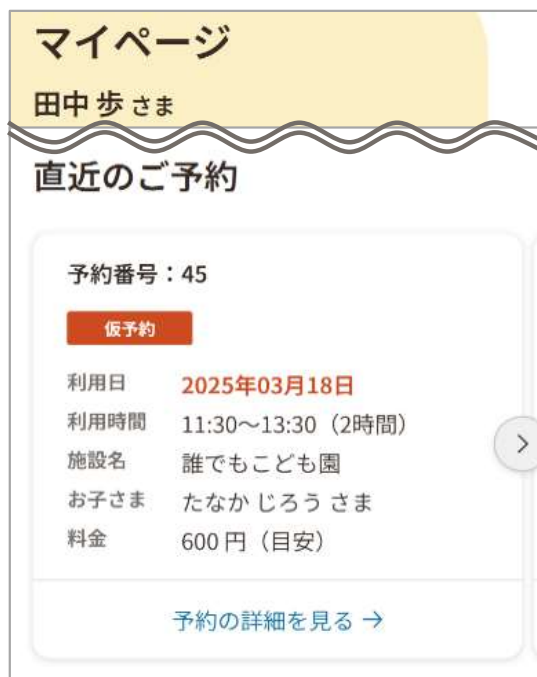 マイページ
田中 歩 さま
直近のご予約
予約番号：45
仮予約
利用日 2025年03月18日
利用時間 11:30～13:30（2時間）
施設名 誰でもこども園
お子さま たなか じろう さま
料金 600 円（目安）
予約の詳細を見る →